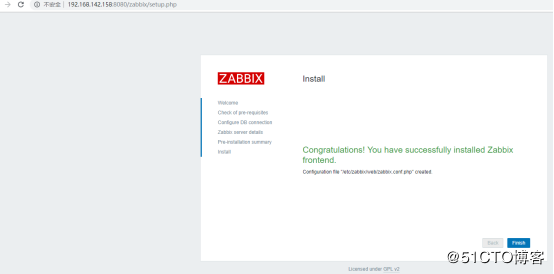 不安全 | 192.168.142.158:8080/zabbix/setup.php
ZABBIX
Install
Welcome
Check of pre-requisites
Configure DB connection
Zabbix server details
Pre-installation summary
Install
Congratulations! You have successfully installed Zabbix
frontend.
Configuration file "/etc/zabbix/web/zabbix.conf.php" created.
Back
Finish
Licensed under GPL v2
@51CTO博客